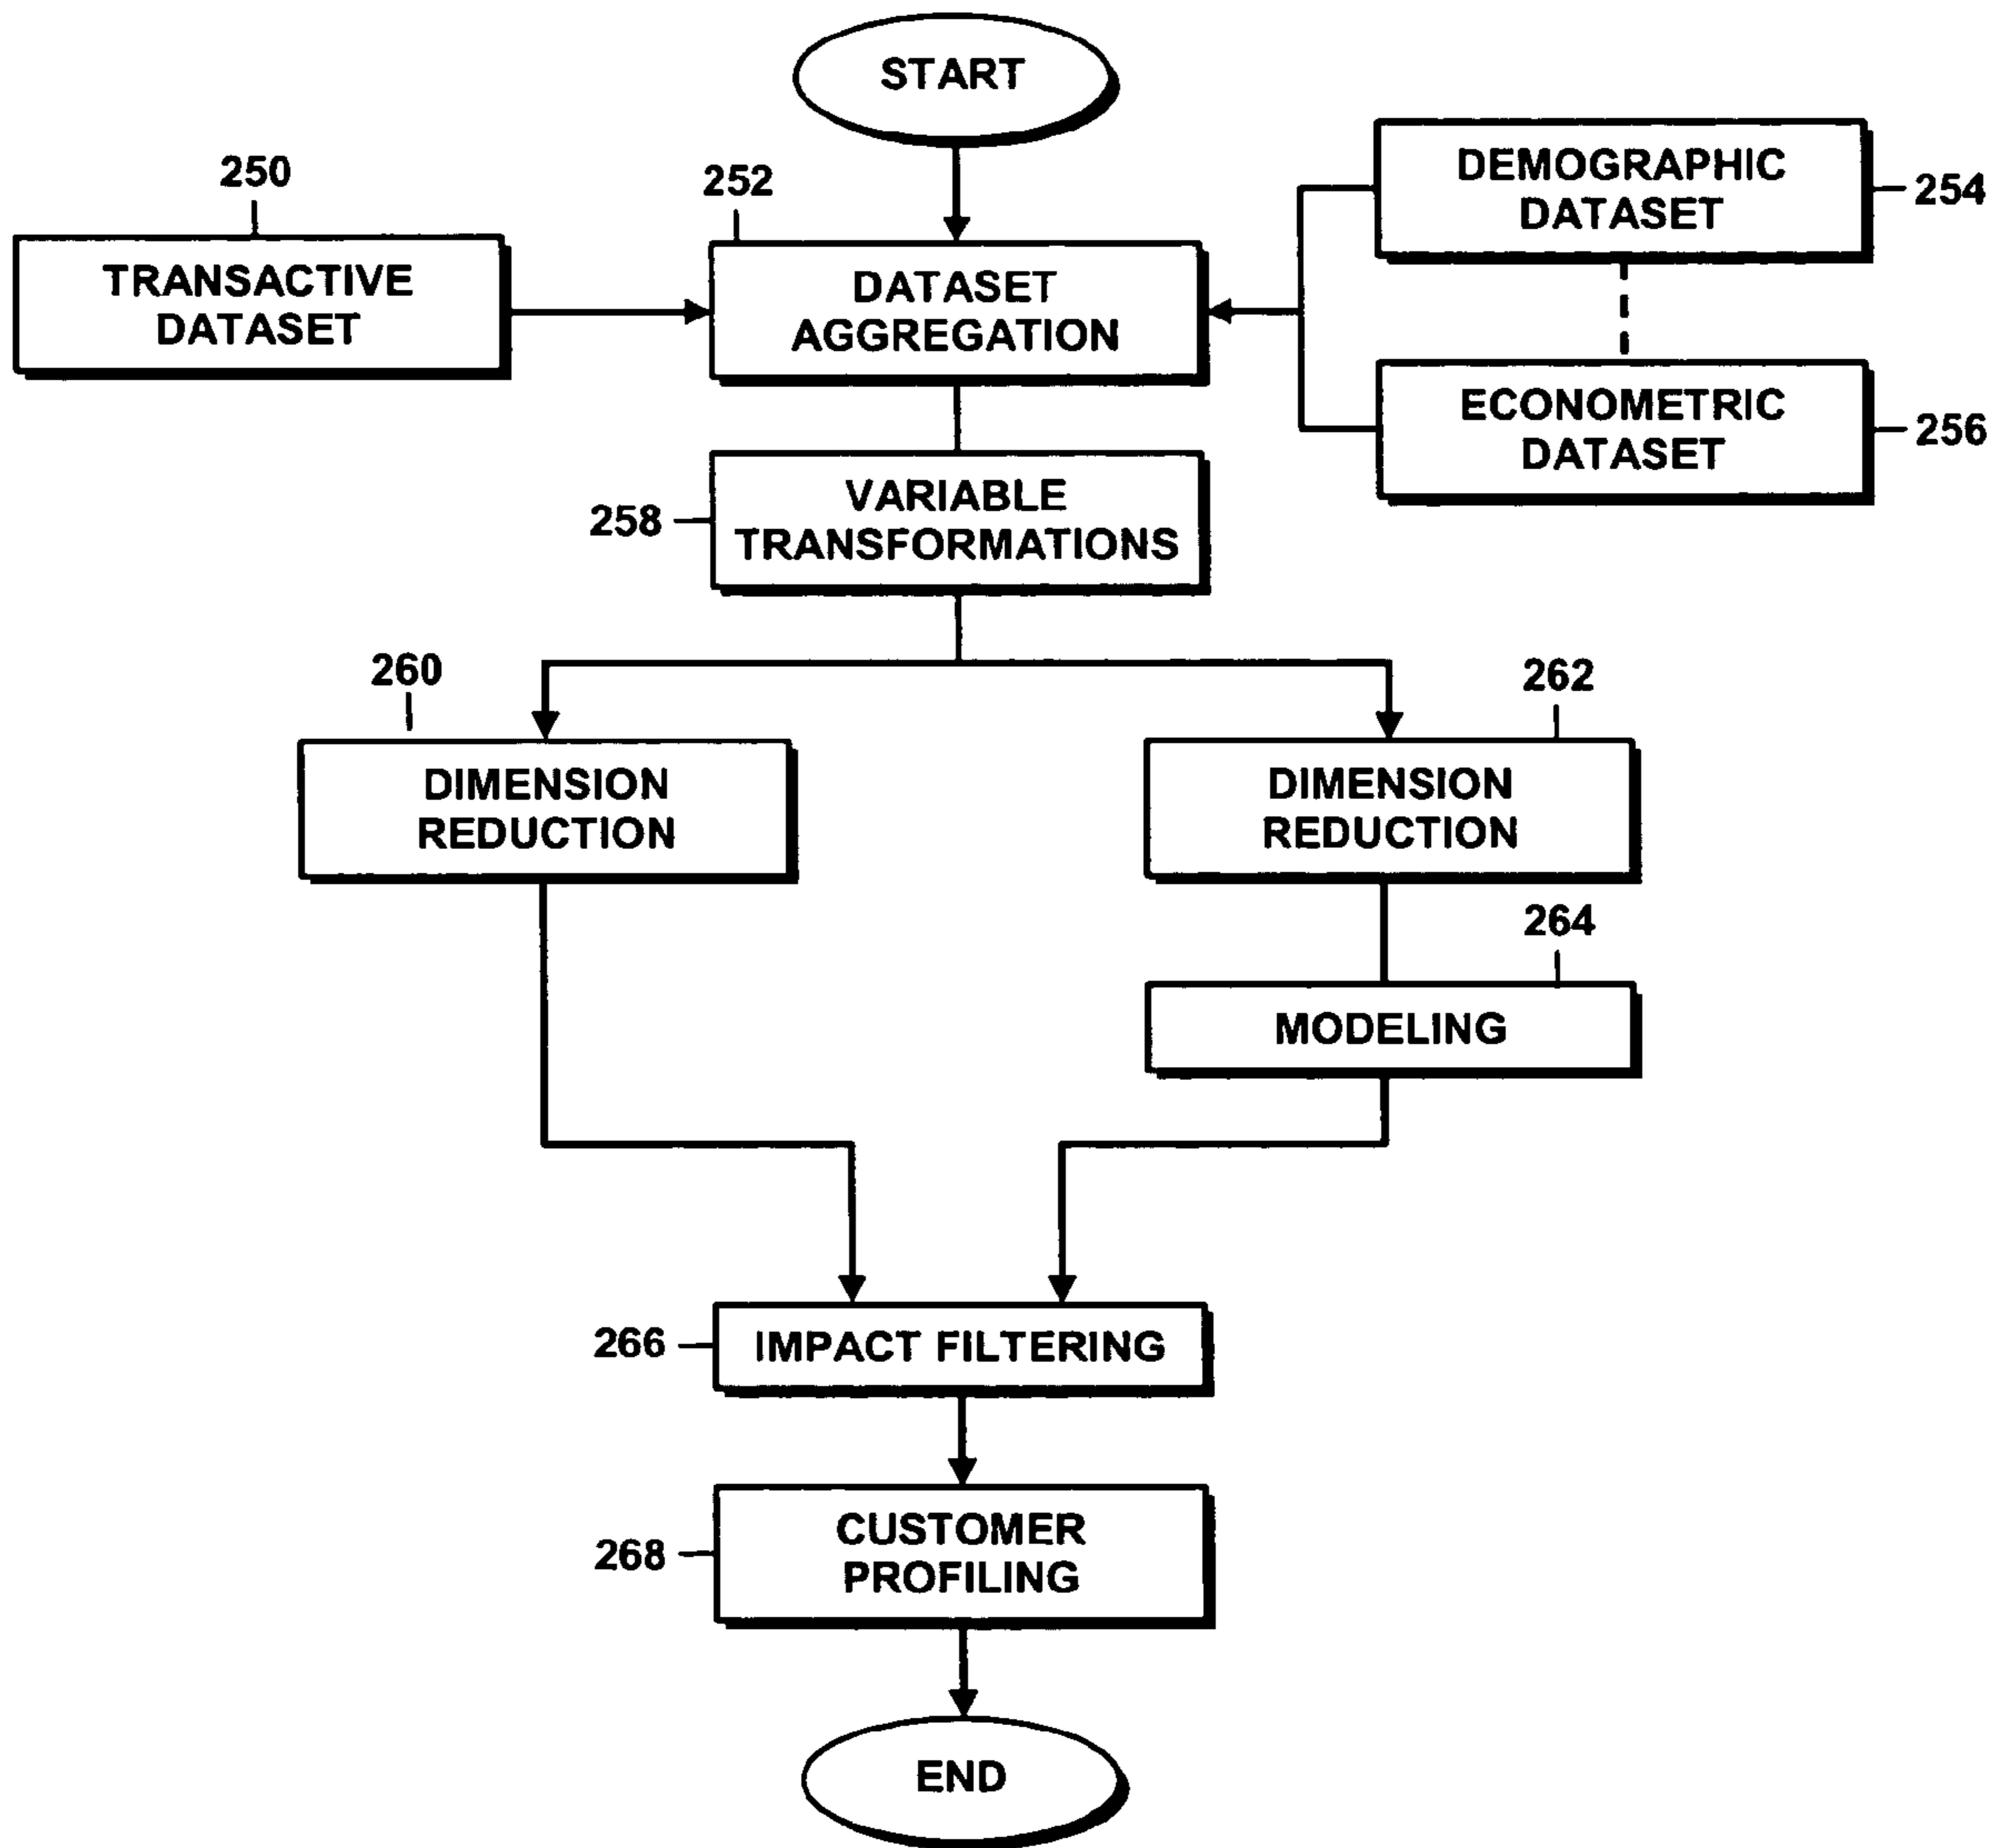 START
250
TRANSACTIVE
DATASET
252
DATASET
AGGREGATION
DEMOGRAPHIC
DATASET
254
ECONOMETRIC
DATASET
256
258
VARIABLE
TRANSFORMATIONS
260
DIMENSION
REDUCTION
262
DIMENSION
REDUCTION
264
MODELING
266
IMPACT FILTERING
268
CUSTOMER
PROFILING
END